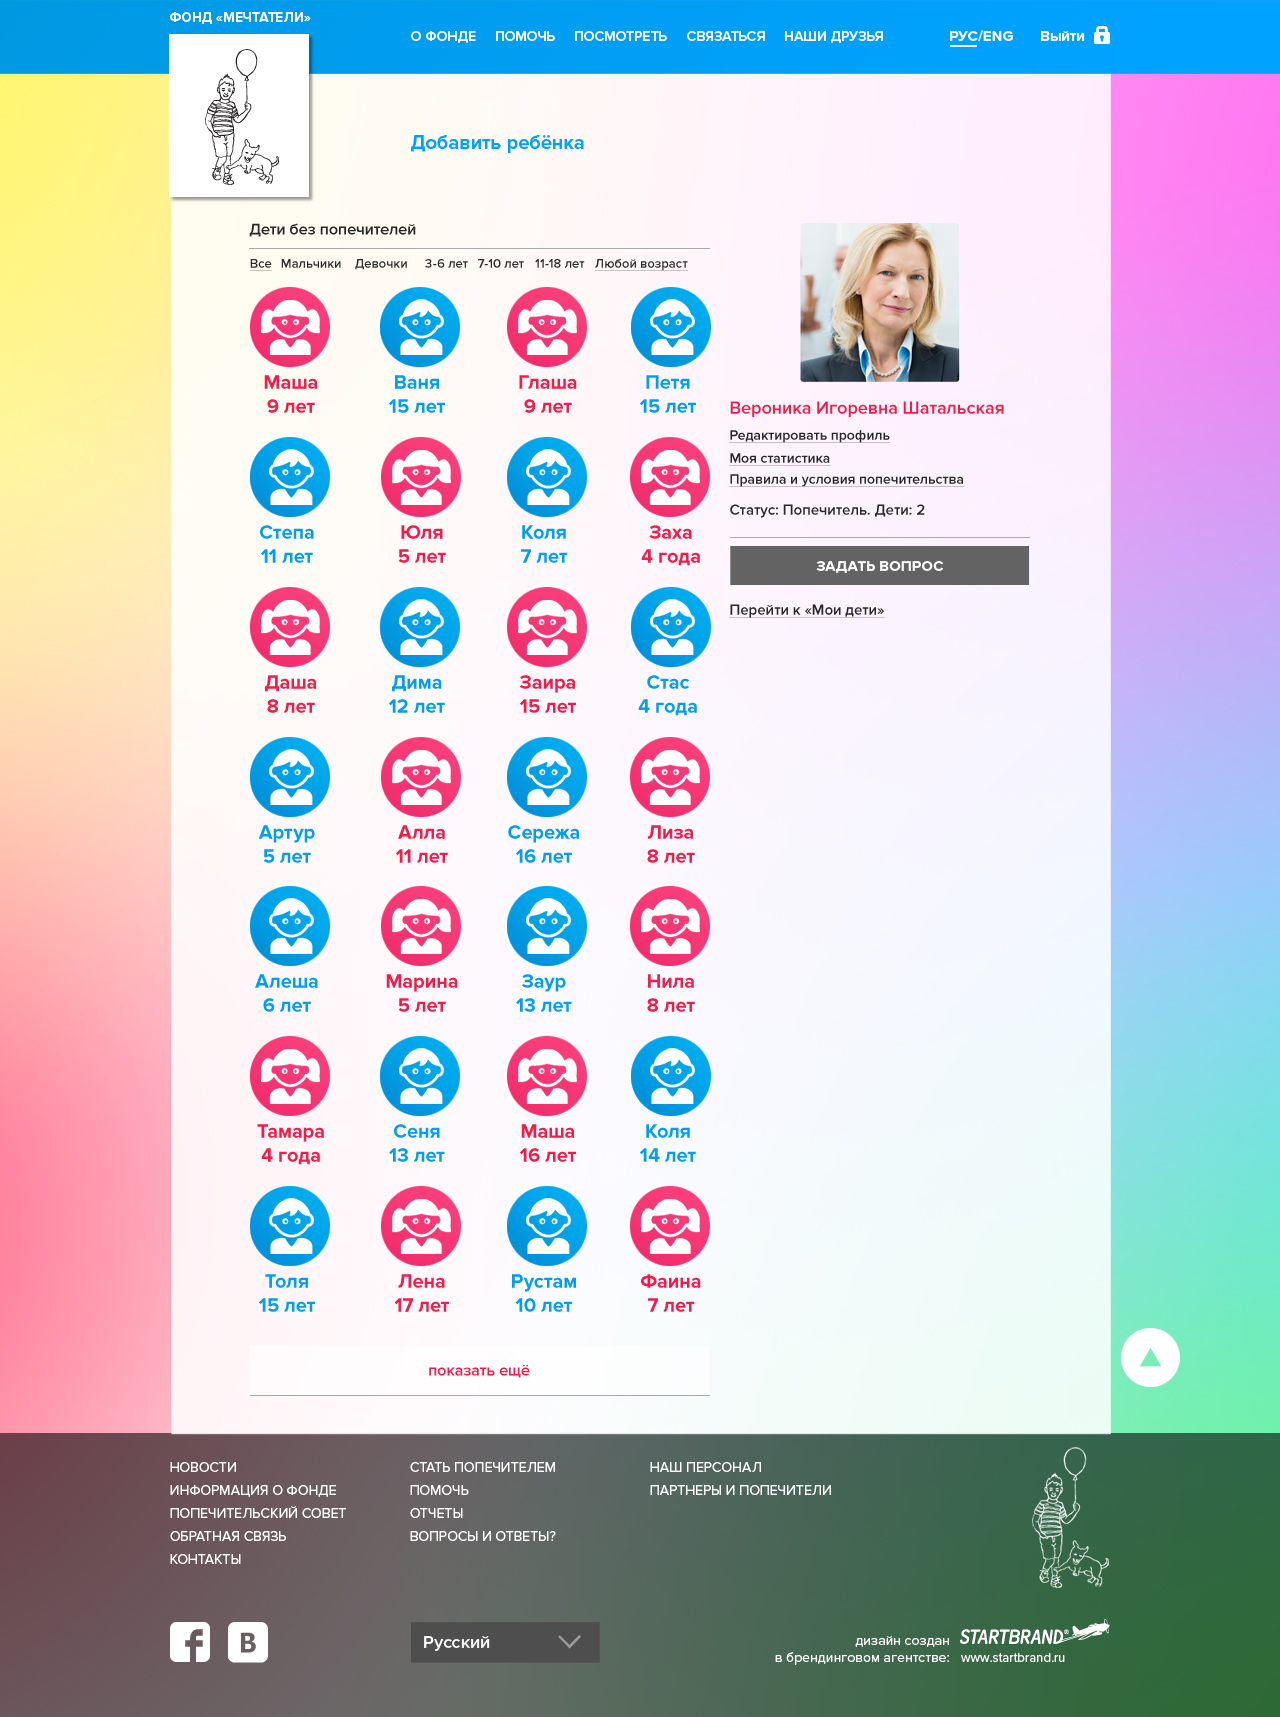 ФОНД «МЕЧТАТЕЛИ»
О ФОНДЕ ПОМОЧЬ ПОСМОТРЕТЬ СВЯЗАТЬСЯ НАШИ ДРУЗЬЯ РУС/ENG Выйти
Добавить ребёнка
Дети без попечителей
Все Мальчики Девочки 3-6 лет 7-10 лет 11-18 лет Любой возраст
Маша Ваня Глаша Петя
9 лет 15 лет 9 лет 15 лет
Степа Юля Коля Заха
11 лет 5 лет 7 лет 4 года
Даша Дима Заира Стас
8 лет 12 лет 15 лет 4 года
Артур Алла Сережа Лиза
5 лет 11 лет 16 лет 8 лет
Алеша Марина Заур Нила
6 лет 5 лет 13 лет 8 лет
Тамара Сеня Маша Коля
4 года 13 лет 16 лет 14 лет
Толя Лена Рустам Фаина
15 лет 17 лет 10 лет 7 лет
показать ещё
Вероника Игоревна Шатальская
Редактировать профиль
Моя статистика
Правила и условия попечительства
Статус: Попечитель. Дети: 2
ЗАДАТЬ ВОПРОС
Перейти к «Мои дети»
НОВОСТИ СТАТЬ ПОПЕЧИТЕЛЕМ НАШ ПЕРСОНАЛ
ИНФОРМАЦИЯ О ФОНДЕ ПОМОЧЬ ПАРТНЕРЫ И ПОПЕЧИТЕЛИ
ПОПЕЧИТЕЛЬСКИЙ СОВЕТ ОТЧЕТЫ
ОБРАТНАЯ СВЯЗЬ ВОПРОСЫ И ОТВЕТЫ?
КОНТАКТЫ
f В Русский
дизайн создан STARTBRAND®
в брендинговом агентстве: www.startbrand.ru